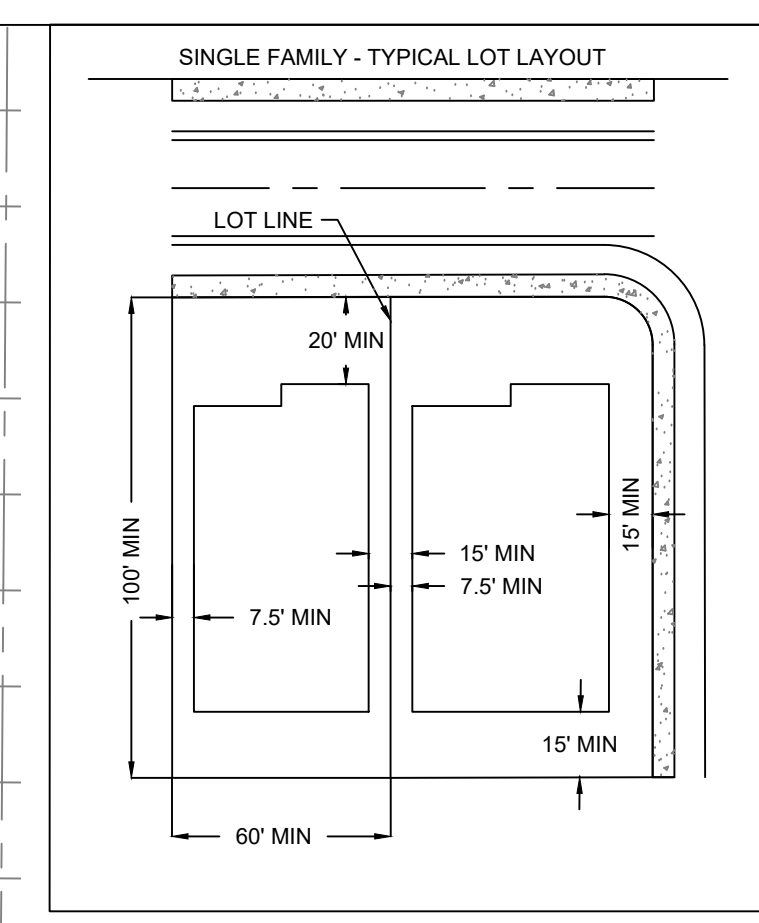 SINGLE FAMILY - TYPICAL LOT LAYOUT
LOT LINE
20' MIN
100' MIN
15' MIN
15' MIN
7.5' MIN
7.5' MIN
15' MIN
60' MIN